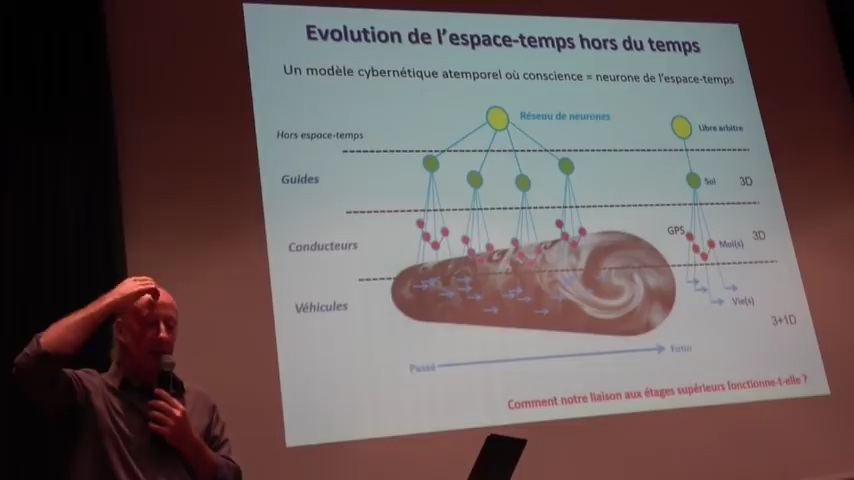 Evolution de l'espace-temps hors du temps
Un modèle cybernétique atemporel où conscience = neurone de l'espace-temps
Réseau de neurones
Libre arbitre
Hors espace-temps
Guides
Soi
3D
Conducteurs
GPS
Moi(s)
3D
Véhicules
Vie(s)
3+1D
Passé
Futur
Comment notre liaison aux étages supérieurs fonctionne-t-elle ?